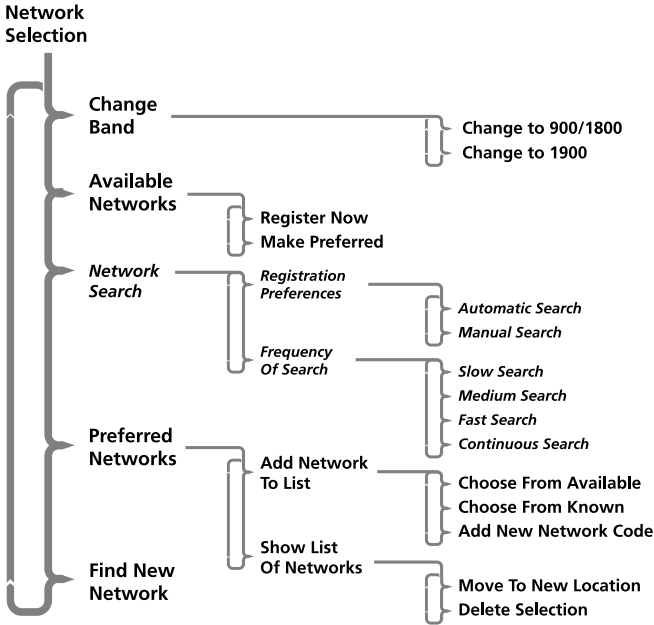 Network
Selection
Change
Band
Change to 900/1800
Change to 1900
Available
Networks
Register Now
Make Preferred
Network
Search
Registration
Preferences
Automatic Search
Manual Search
Frequency
Of Search
Slow Search
Medium Search
Fast Search
Continuous Search
Preferred
Networks
Add Network
To List
Choose From Available
Choose From Known
Add New Network Code
Show List
Of Networks
Move To New Location
Delete Selection
Find New
Network